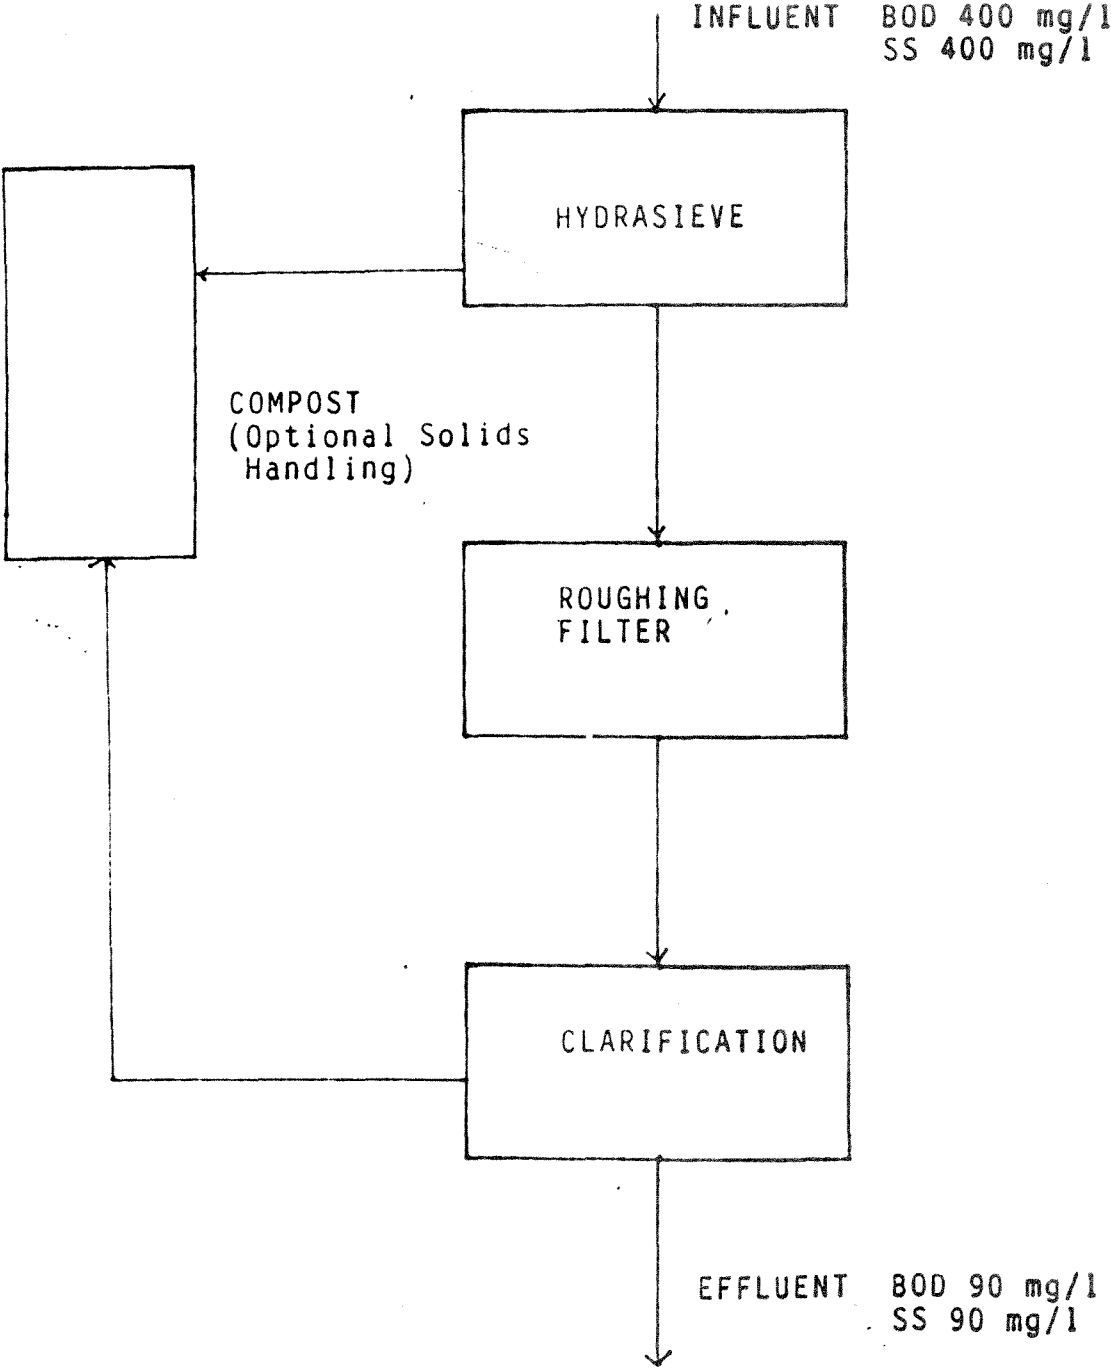 INFLUENT BOD 400 mg/l
SS 400 mg/l
HYDRASIEVE
COMPOST
(Optional Solids
Handling)
ROUGHING
FILTER
CLARIFICATION
EFFLUENT BOD 90 mg/l
SS 90 mg/l